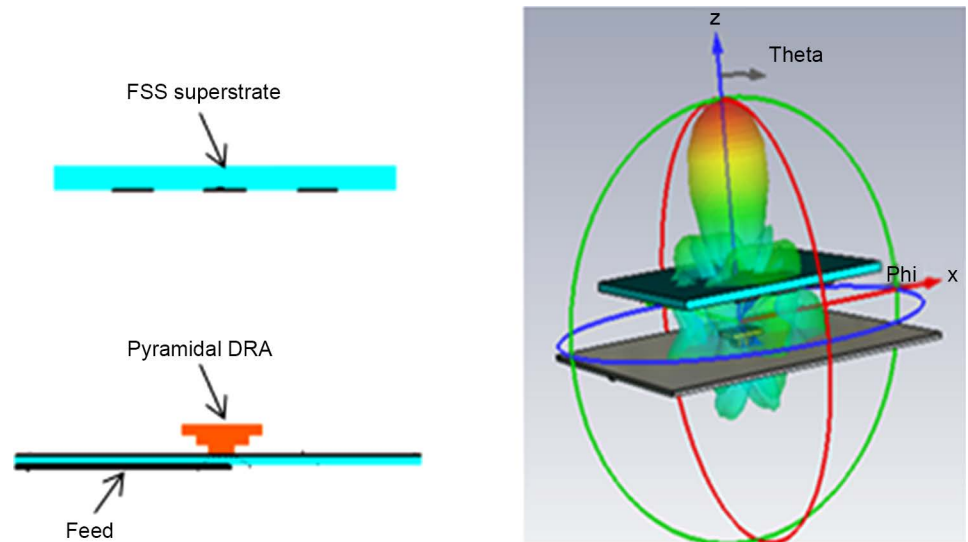 FSS superstrate
Pyramidal DRA
Feed
z
Theta
Phi
x